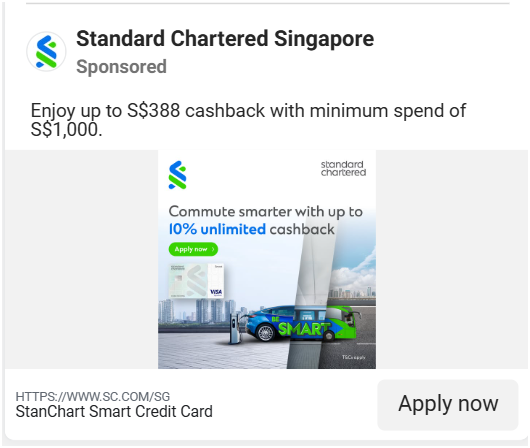 Standard Chartered Singapore
Sponsored
Enjoy up to S$388 cashback with minimum spend of
S$1,000.
standard
chartered
Commute smarter with up to
10% unlimited cashback
Apply now
VISA
BE
SMART
T&Cs apply
HTTPS://WWW.SC.COM/SG
StanChart Smart Credit Card
Apply now